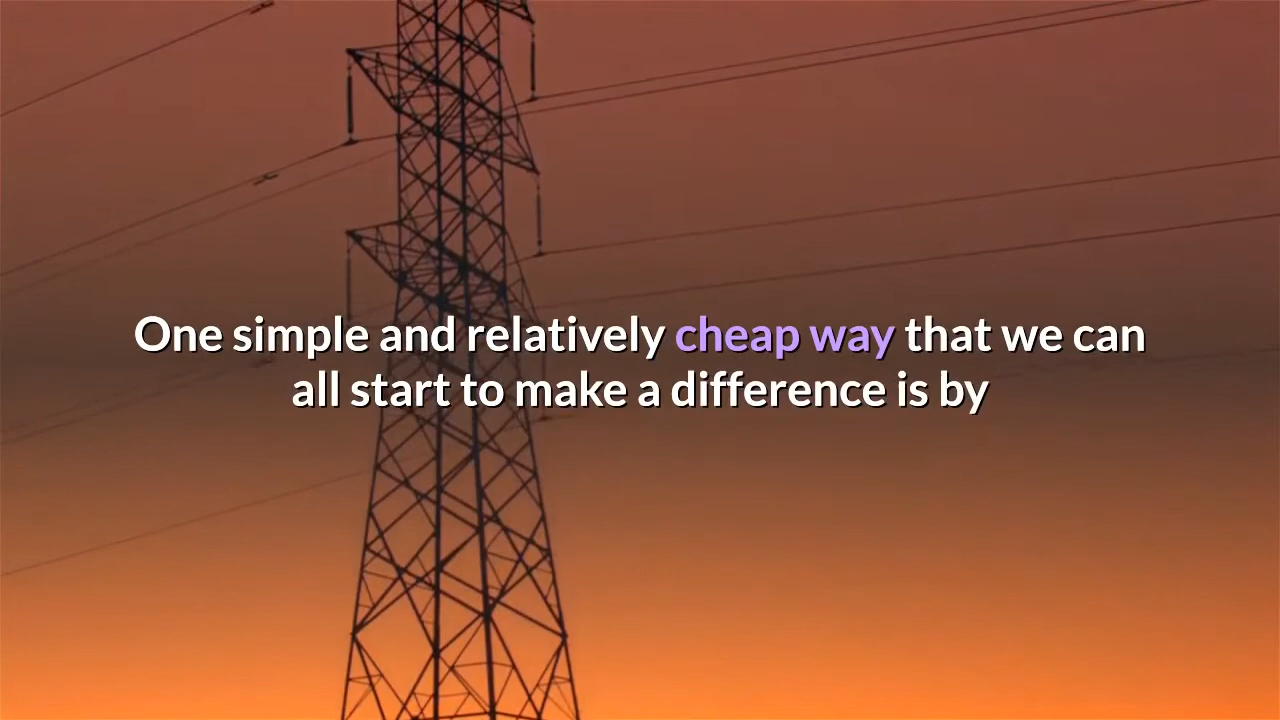 One simple and relatively cheap way that we can
all start to make a difference is by